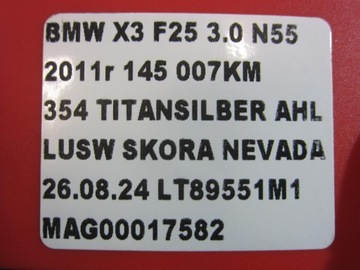 BMW X3 F25 3.0 N55
2011r 145 007KM
354 TITANSILBER AHL
LUSW SKORA NEVADA
26.08.24 LT89551M1
MAG00017582